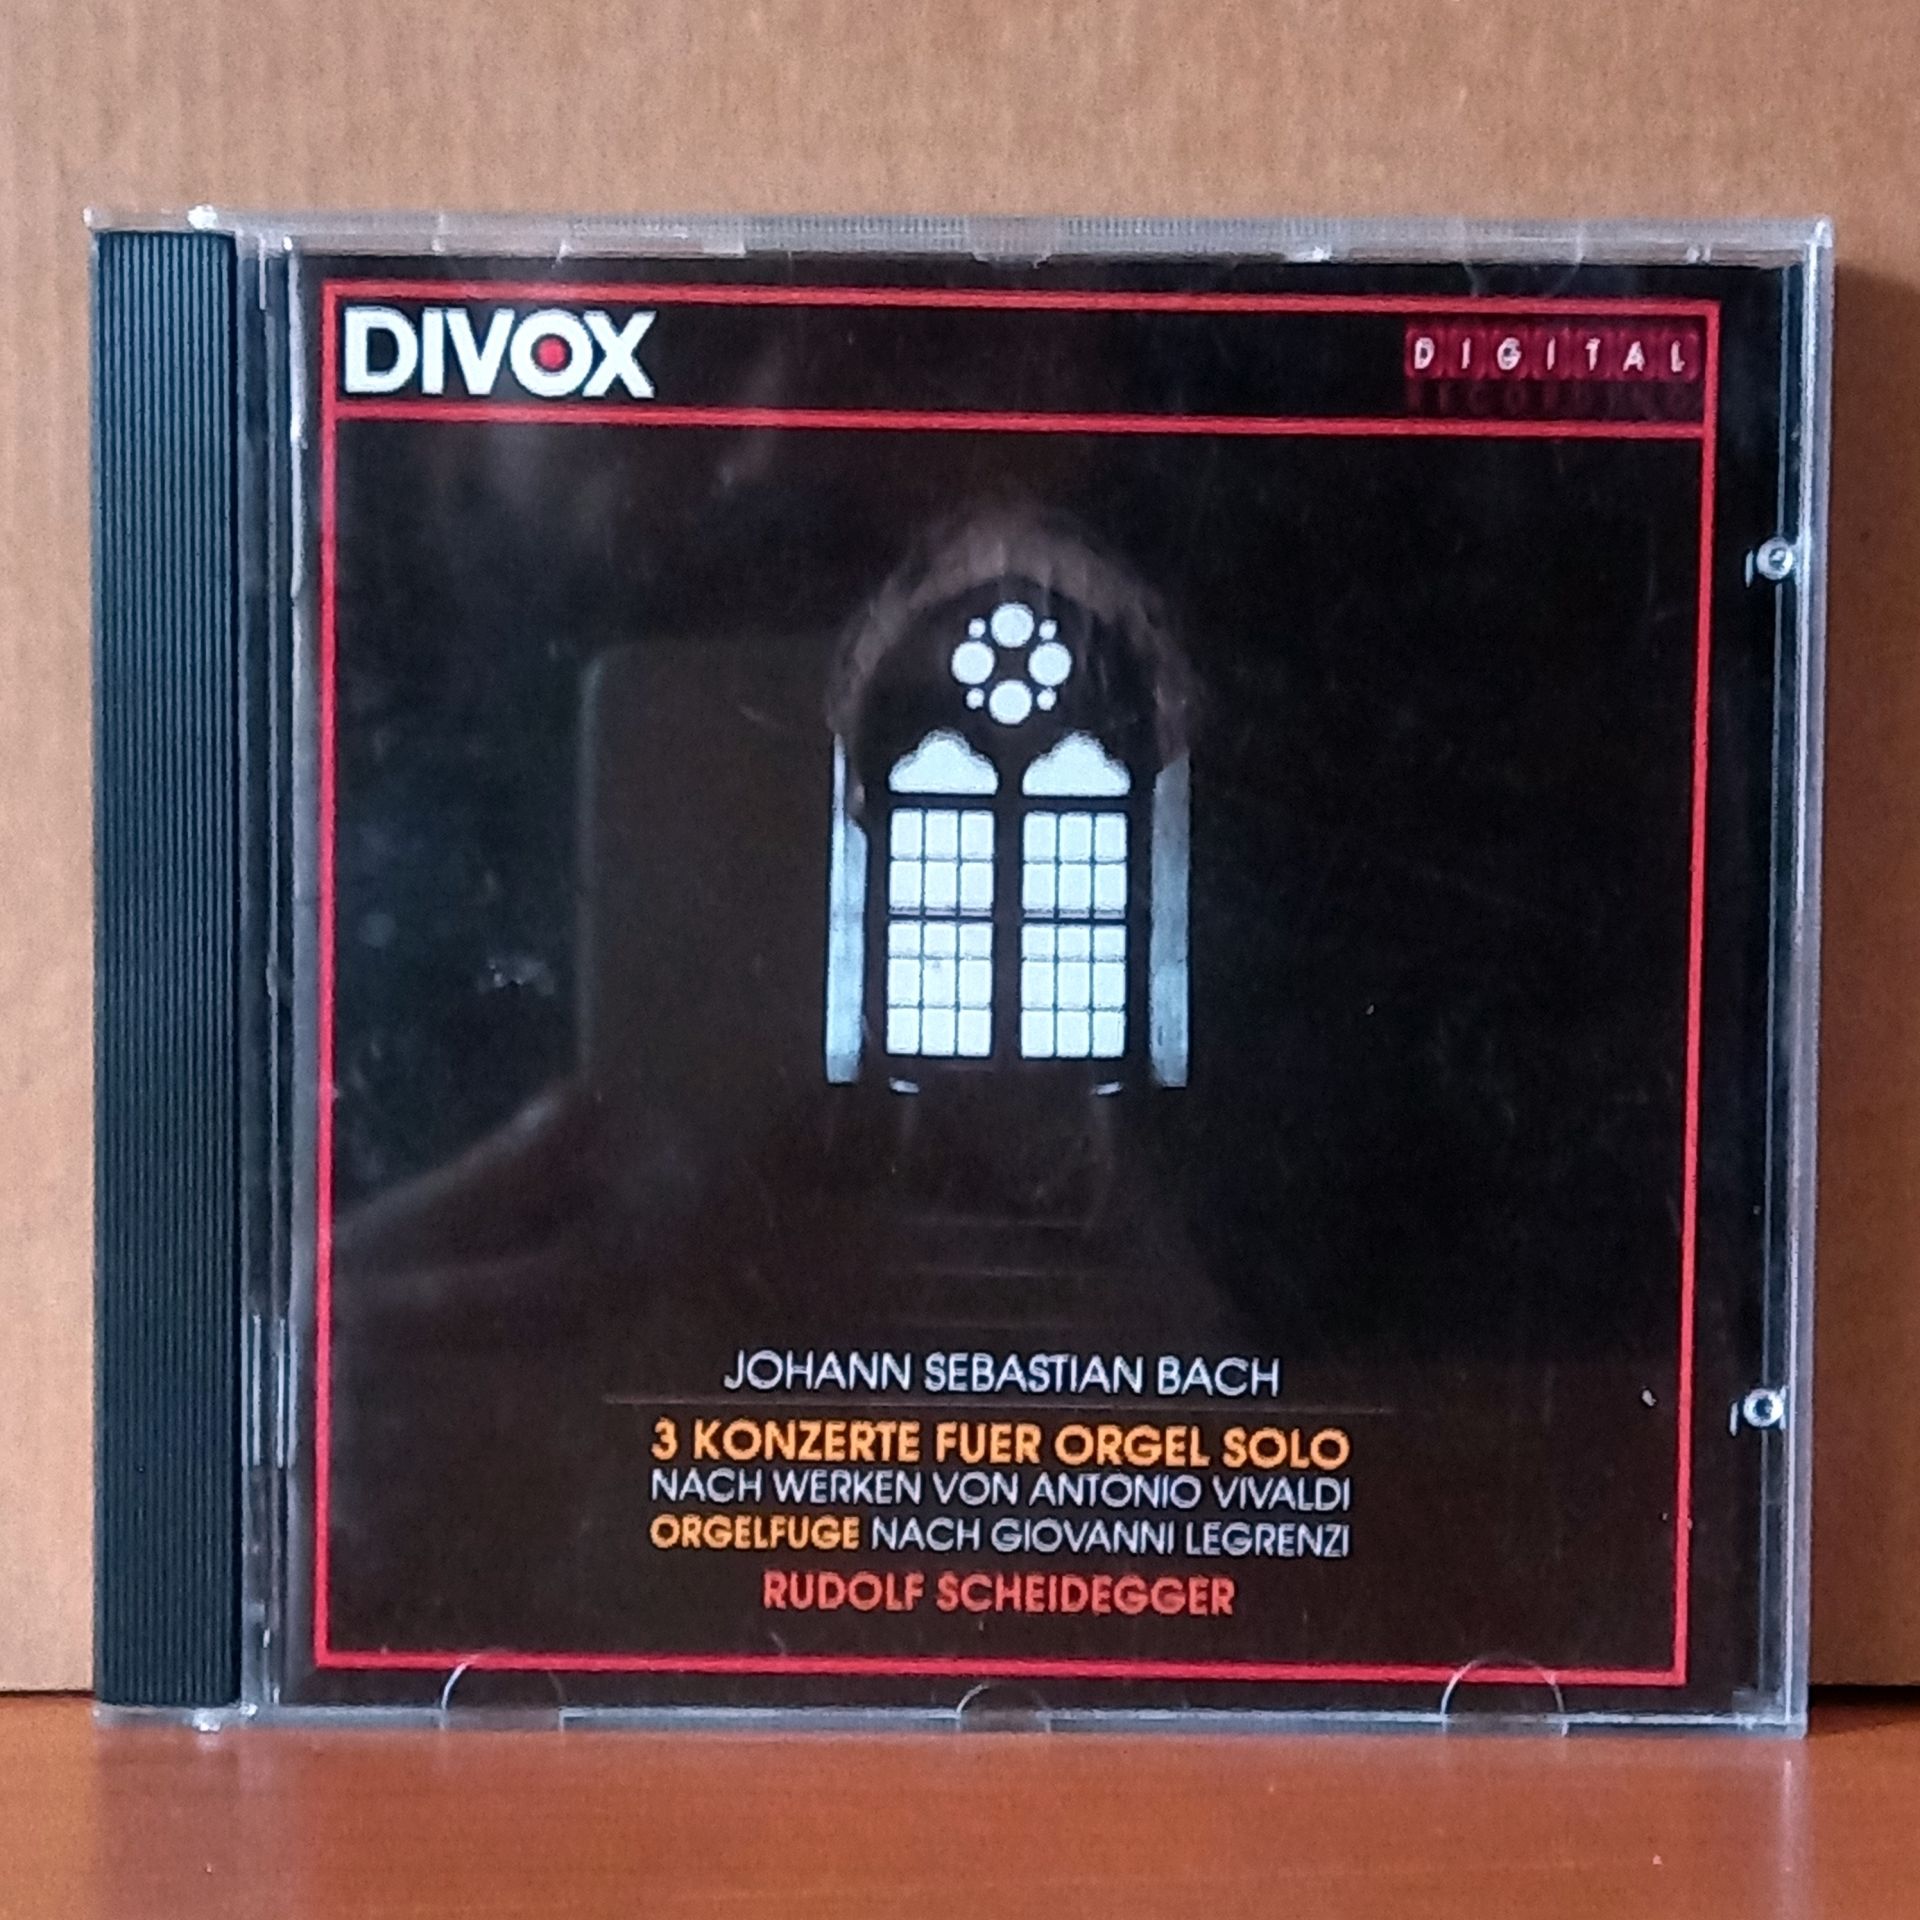 DIVOX
DIGITAL
RECORDING
JOHANN SEBASTIAN BACH
3 KONZERTE FUER ORGEL SOLO
NACH WERKEN VON ANTONIO VIVALDI
ORGELFUGE NACH GIOVANNI LEGRENZI
RUDOLF SCHEIDEGGER